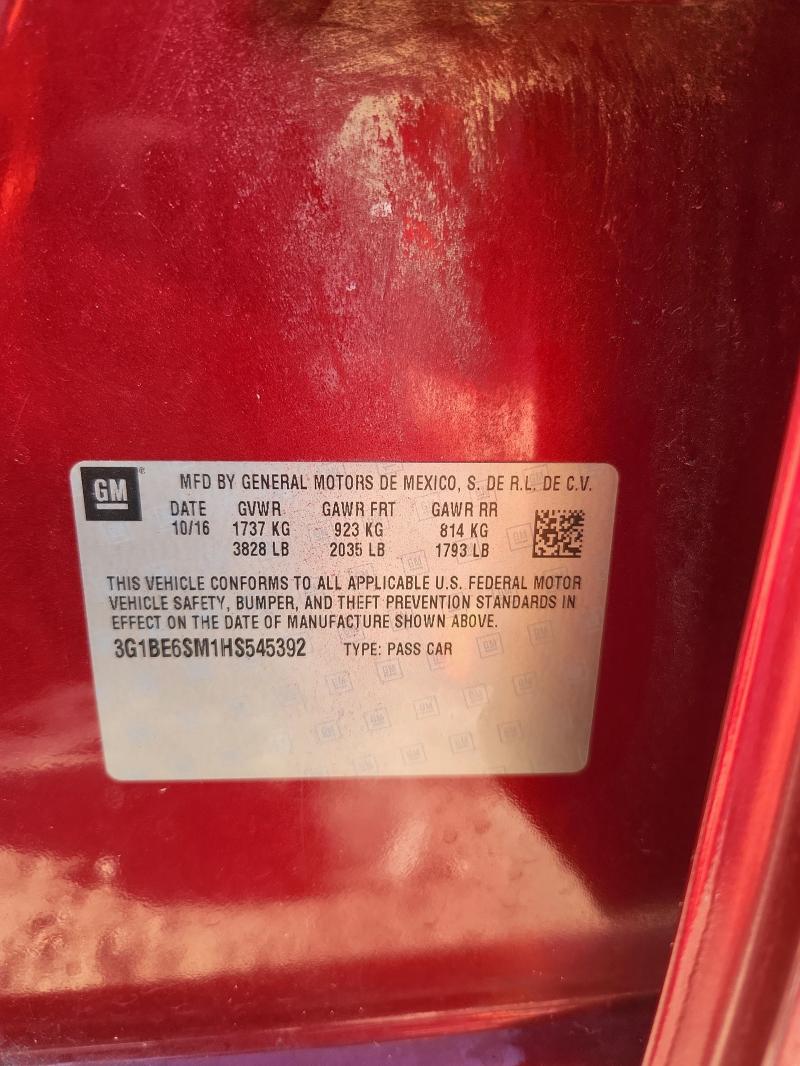 GM
MFD BY GENERAL MOTORS DE MEXICO, S. DE R.L. DE C.V.
DATE GVWR GAWR FRT GAWR RR
10/16 1737 KG 923 KG 814 KG
3828 LB 2035 LB 1793 LB
THIS VEHICLE CONFORMS TO ALL APPLICABLE U.S. FEDERAL MOTOR
VEHICLE SAFETY, BUMPER, AND THEFT PREVENTION STANDARDS IN
EFFECT ON THE DATE OF MANUFACTURE SHOWN ABOVE.
3G1BE6SM1HS545392 TYPE: PASS CAR